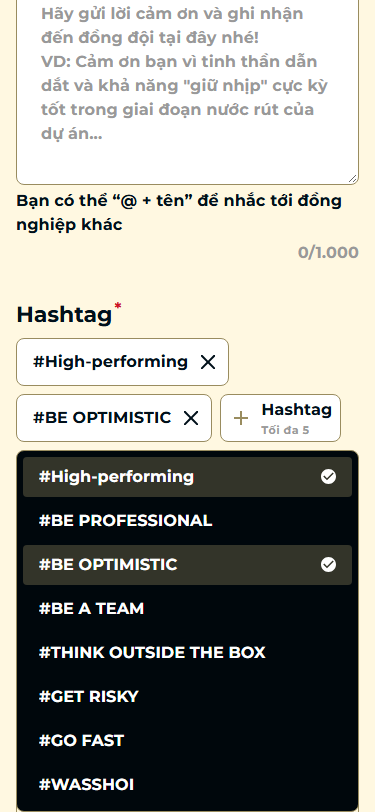 Hãy gửi lời cảm ơn và ghi nhận
đến đồng đội tại đây nhé!
VD: Cảm ơn bạn vì tinh thần dẫn
dắt và khả năng "giữ nhịp" cực kỳ
tốt trong giai đoạn nước rút của
dự án...
Bạn có thể “@ + tên” để nhắc tới đồng
nghiệp khác
0/1.000
Hashtag*
#High-performing
#BE OPTIMISTIC
Hashtag
Tối đa 5
#High-performing
#BE PROFESSIONAL
#BE OPTIMISTIC
#BE A TEAM
#THINK OUTSIDE THE BOX
#GET RISKY
#GO FAST
#WASSHOI